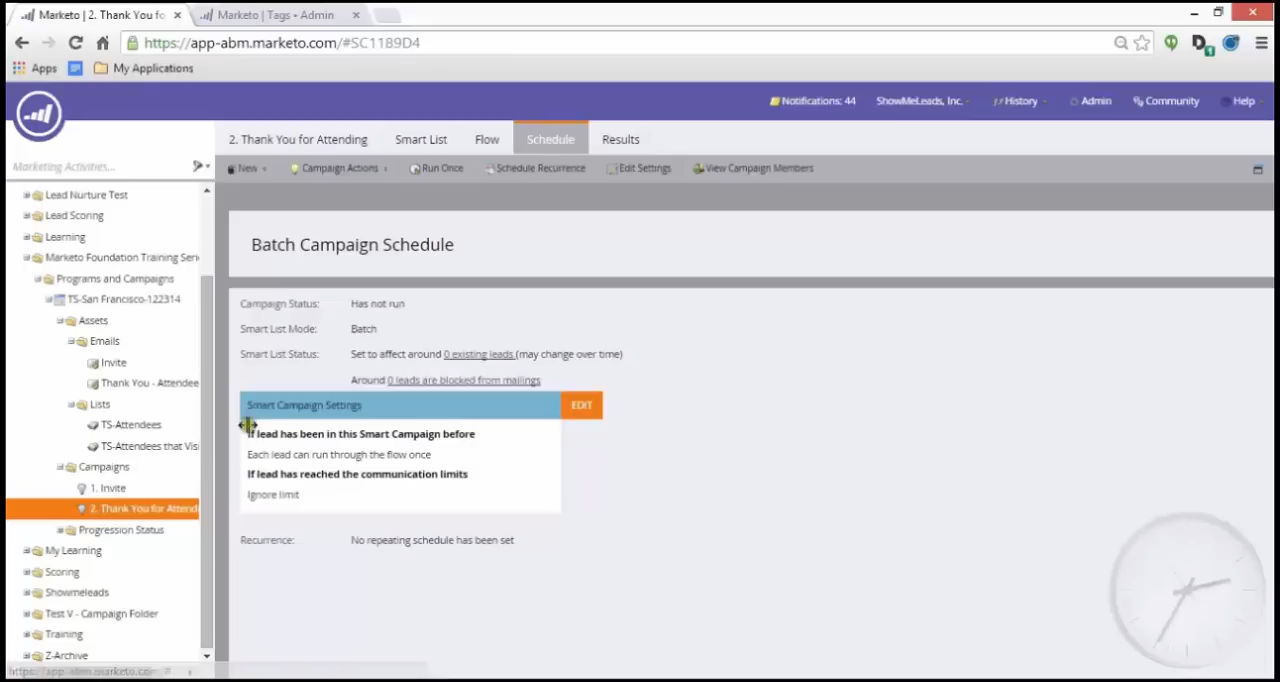 Marketo | 2. Thank You fo
Marketo | Tags • Admin
https://app-abm.marketo.com/#SC1189D4
Apps
My Applications
Notifications: 44
ShowMeLeads, Inc.
History
Admin
Community
Help
Marketing Activities...
2. Thank You for Attending
Smart List
Flow
Schedule
Results
New
Campaign Actions
Run Once
Schedule Recurrence
Edit Settings
View Campaign Members
Lead Nurture Test
Lead Scoring
Learning
Marketo Foundation Training Seri
Programs and Campaigns
TS-San Francisco-122314
Assets
Emails
Invite
Thank You - Attendee
Lists
TS-Attendees
TS-Attendees that Visi
Campaigns
1. Invite
2. Thank You for Attendi
Progression Status
My Learning
Scoring
Showmeleads
Test V - Campaign Folder
Training
Z-Archive
https://app-abm.marketo.com/#
Batch Campaign Schedule
Campaign Status: Has not run
Smart List Mode: Batch
Smart List Status: Set to affect around 0 existing leads (may change over time)
Around 0 leads are blocked from mailings
Smart Campaign Settings EDIT
If lead has been in this Smart Campaign before
Each lead can run through the flow once
If lead has reached the communication limits
Ignore limit
Recurrence: No repeating schedule has been set